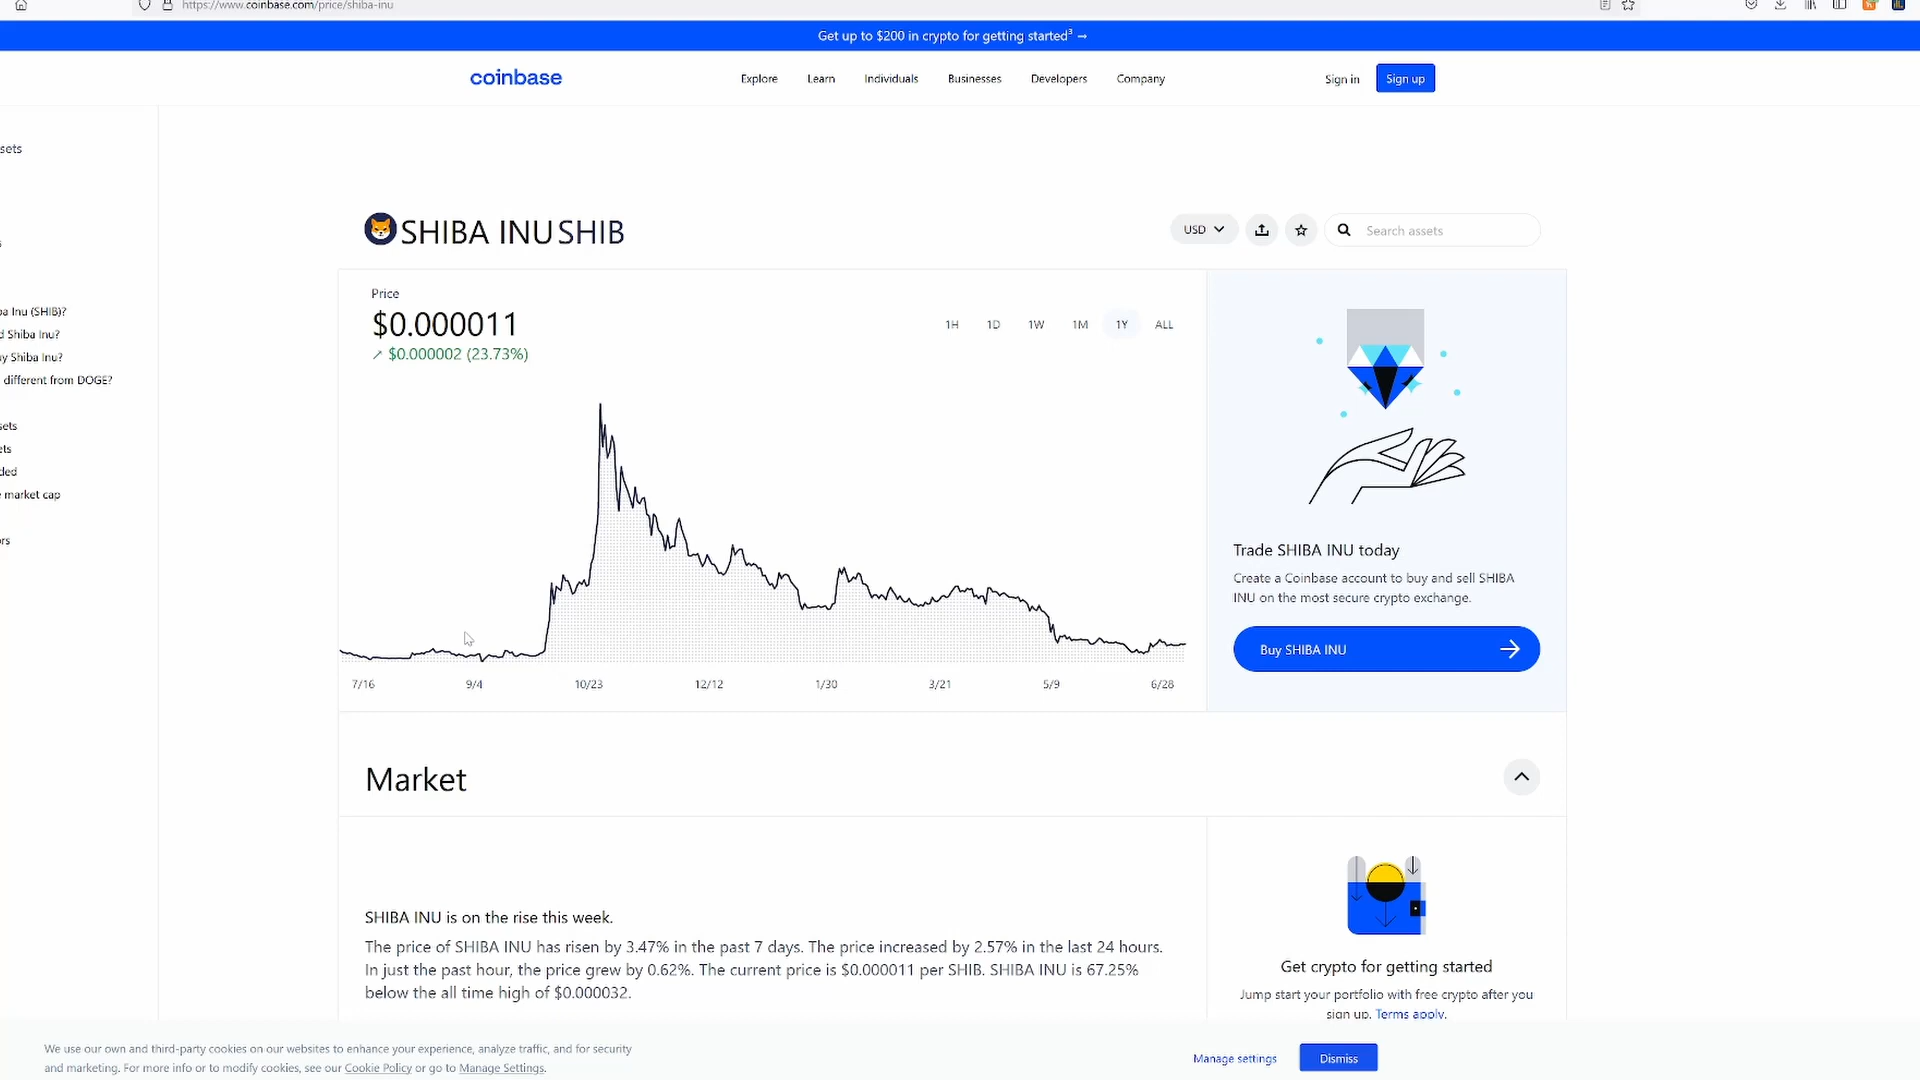 https://www.coinbase.com/price/shiba-inu
Get up to $200 in crypto for getting started³ →
coinbase
Explore
Learn
Individuals
Businesses
Developers
Company
Sign in
Sign up
sets
s
ba Inu (SHIB)?
d Shiba Inu?
uy Shiba Inu?
different from DOGE?
sets
ets
ded
market cap
ors
SHIBA INU SHIB
USD
Search assets
Price
$0.000011
↗ $0.000002 (23.73%)
1H 1D 1W 1M 1Y ALL
7/16 9/4 10/23 12/12 1/30 3/21 5/9 6/28
Trade SHIBA INU today
Create a Coinbase account to buy and sell SHIBA
INU on the most secure crypto exchange.
Buy SHIBA INU
Market
SHIBA INU is on the rise this week.
The price of SHIBA INU has risen by 3.47% in the past 7 days. The price increased by 2.57% in the last 24 hours.
In just the past hour, the price grew by 0.62%. The current price is $0.000011 per SHIB. SHIBA INU is 67.25%
below the all time high of $0.000032.
Get crypto for getting started
Jump start your portfolio with free crypto after you
sign up. Terms apply.
We use our own and third-party cookies on our websites to enhance your experience, analyze traffic, and for security
and marketing. For more info or to modify cookies, see our Cookie Policy or go to Manage Settings.
Manage settings
Dismiss